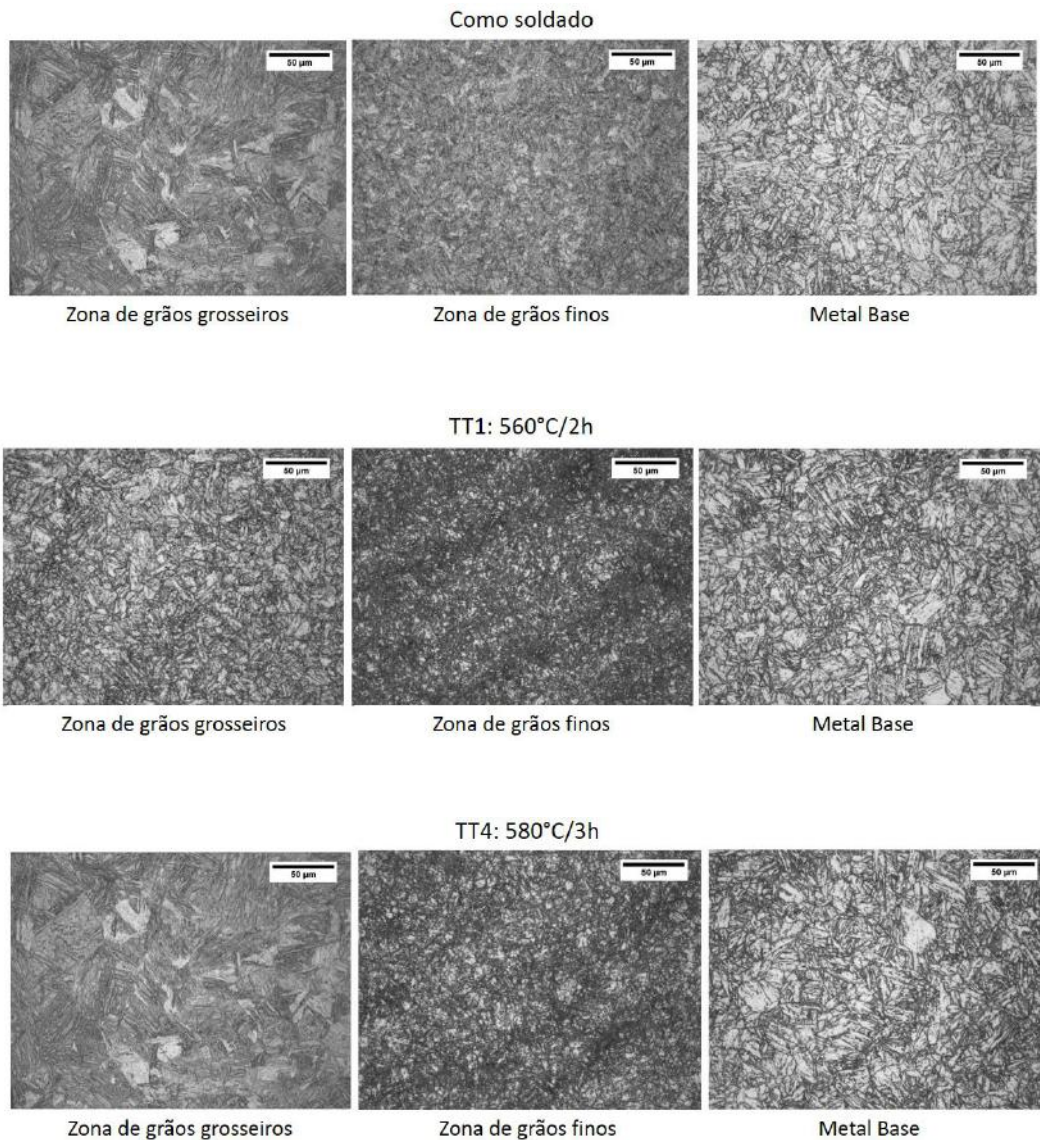 Como soldado
50 µm
50 µm
50 µm
Zona de grãos grosseiros
Zona de grãos finos
Metal Base
TT1: 560°C/2h
50 µm
50 µm
50 µm
Zona de grãos grosseiros
Zona de grãos finos
Metal Base
TT4: 580°C/3h
50 µm
50 µm
50 µm
Zona de grãos grosseiros
Zona de grãos finos
Metal Base